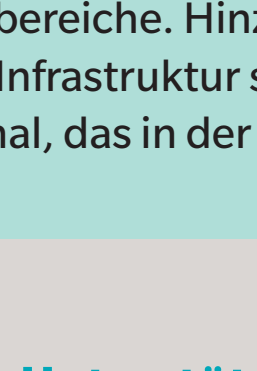 bereiche. Hinz
Infrastruktur s
nal, das in der